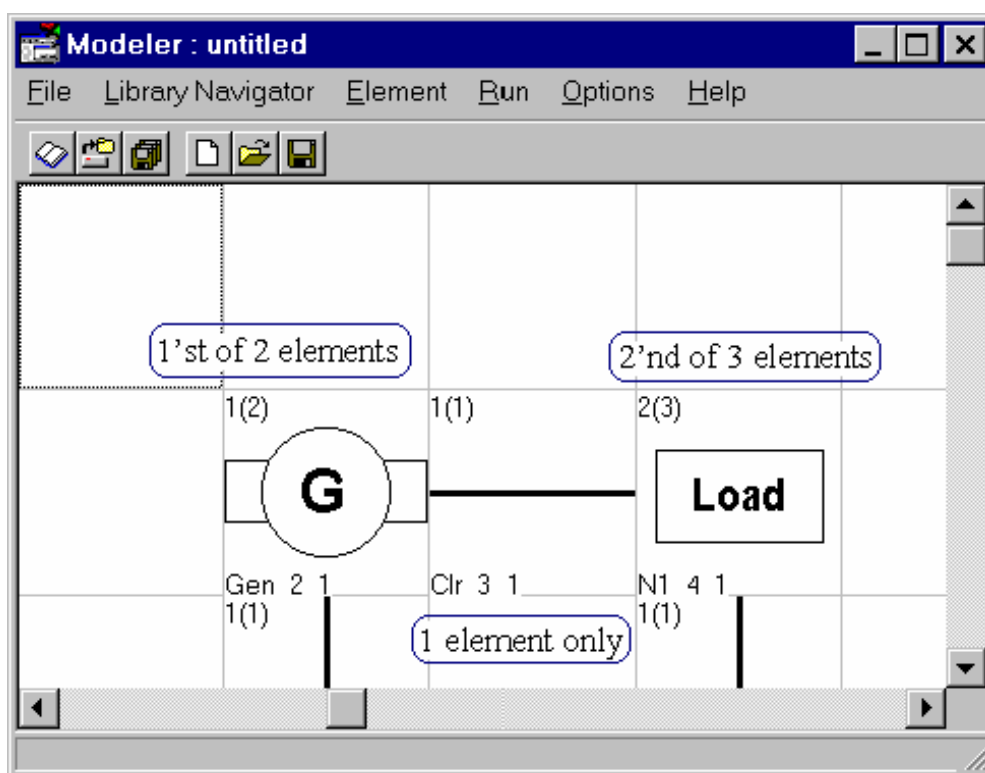 Modeler : untitled
File Library Navigator Element Run Options Help
1'st of 2 elements
2'nd of 3 elements
1(2) 1(1) 2(3)
G Load
Gen 2 1 Clr 3 1 N1 4 1
1(1) 1(1)
1 element only